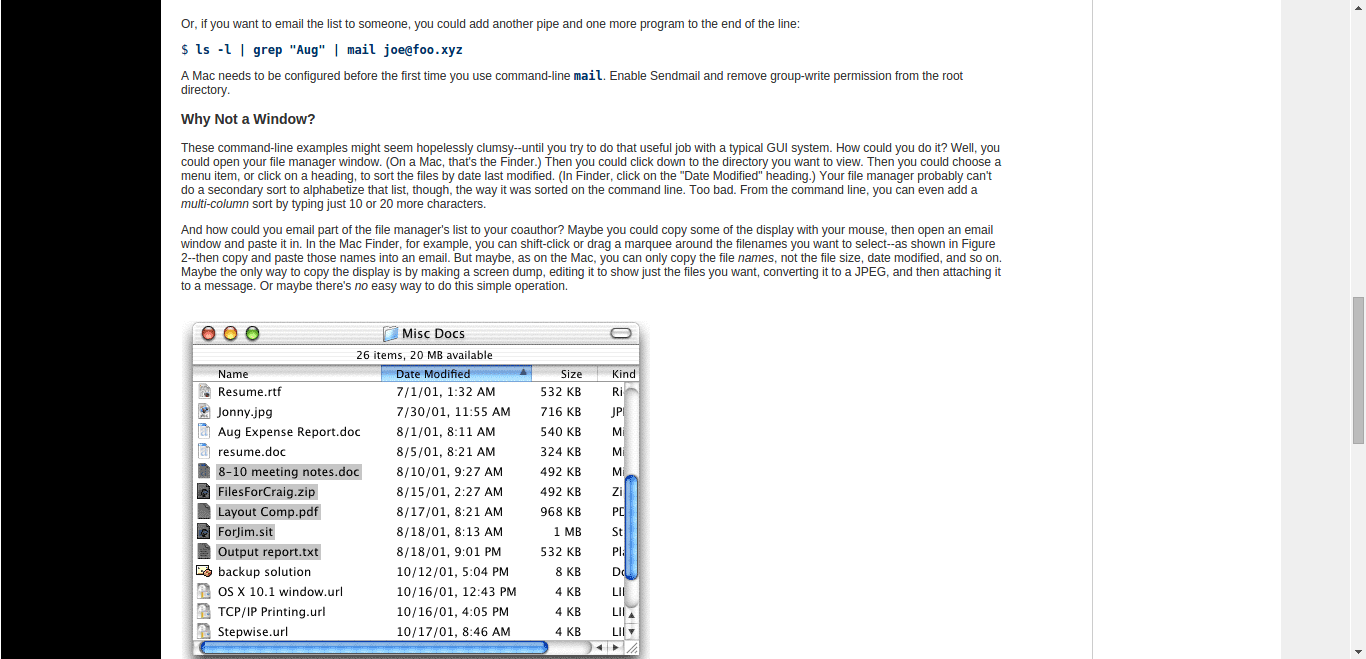 Or, if you want to email the list to someone, you could add another pipe and one more program to the end of the line:
$ ls -l | grep "Aug" | mail joe@foo.xyz
A Mac needs to be configured before the first time you use command-line mail. Enable Sendmail and remove group-write permission from the root
directory.
Why Not a Window?
These command-line examples might seem hopelessly clumsy--until you try to do that useful job with a typical GUI system. How could you do it? Well, you
could open your file manager window. (On a Mac, that's the Finder.) Then you could click down to the directory you want to view. Then you could choose a
menu item, or click on a heading, to sort the files by date last modified. (In Finder, click on the "Date Modified" heading.) Your file manager probably can't
do a secondary sort to alphabetize that list, though, the way it was sorted on the command line. Too bad. From the command line, you can even add a
multi-column sort by typing just 10 or 20 more characters.
And how could you email part of the file manager's list to your coauthor? Maybe you could copy some of the display with your mouse, then open an email
window and paste it in. In the Mac Finder, for example, you can shift-click or drag a marquee around the filenames you want to select--as shown in Figure
2--then copy and paste those names into an email. But maybe, as on the Mac, you can only copy the file names, not the file size, date modified, and so on.
Maybe the only way to copy the display is by making a screen dump, editing it to show just the files you want, converting it to a JPEG, and then attaching it
to a message. Or maybe there's no easy way to do this simple operation.
Misc Docs
26 items, 20 MB available
Name Date Modified Size Kind
Resume.rtf 7/1/01, 1:32 AM 532 KB Ri
Jonny.jpg 7/30/01, 11:55 AM 716 KB JP
Aug Expense Report.doc 8/1/01, 8:11 AM 540 KB Mi
resume.doc 8/5/01, 8:21 AM 324 KB Mi
8-10 meeting notes.doc 8/10/01, 9:27 AM 492 KB Mi
FilesForCraig.zip 8/15/01, 2:27 AM 492 KB Zi
Layout Comp.pdf 8/17/01, 8:21 AM 968 KB PD
ForJim.sit 8/18/01, 8:13 AM 1 MB St
Output report.txt 8/18/01, 9:01 PM 532 KB Pla
backup solution 10/12/01, 5:04 PM 8 KB Do
OS X 10.1 window.url 10/16/01, 12:43 PM 4 KB LI
TCP/IP Printing.url 10/16/01, 4:05 PM 4 KB LI
Stepwise.url 10/17/01, 8:46 AM 4 KB LI